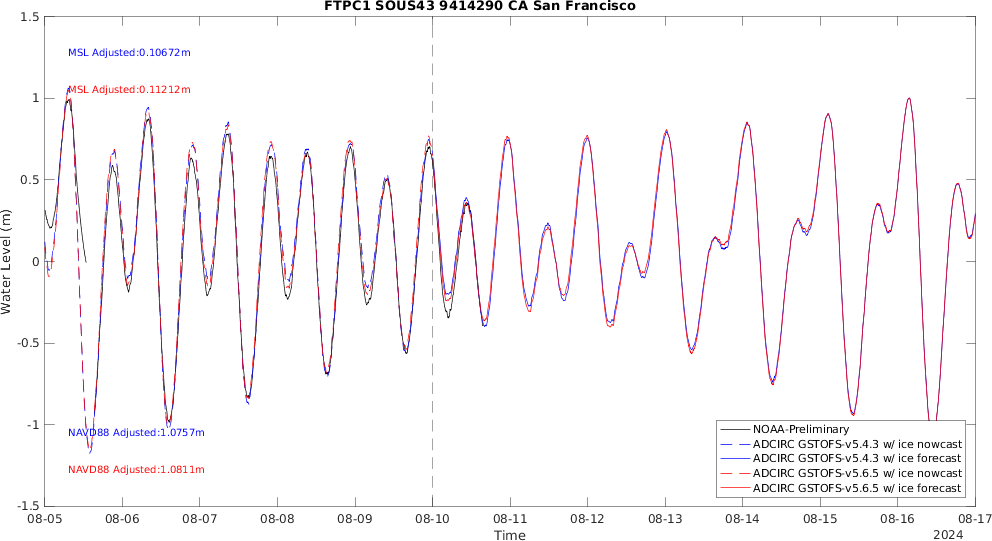 FTPC1 SOUS43 9414290 CA San Francisco
1.5
MSL Adjusted:0.10672m
MSL Adjusted:0.11212m
1
0.5
0
-0.5
-1
-1.5
Water Level (m)
NAVD88 Adjusted:1.0757m
NAVD88 Adjusted:1.0811m
NOAA-Preliminary
ADCIRC GSTOFS-v5.4.3 w/ ice nowcast
ADCIRC GSTOFS-v5.4.3 w/ ice forecast
ADCIRC GSTOFS-v5.6.5 w/ ice nowcast
ADCIRC GSTOFS-v5.6.5 w/ ice forecast
08-05 08-06 08-07 08-08 08-09 08-10 08-11 08-12 08-13 08-14 08-15 08-16 08-17
Time
2024